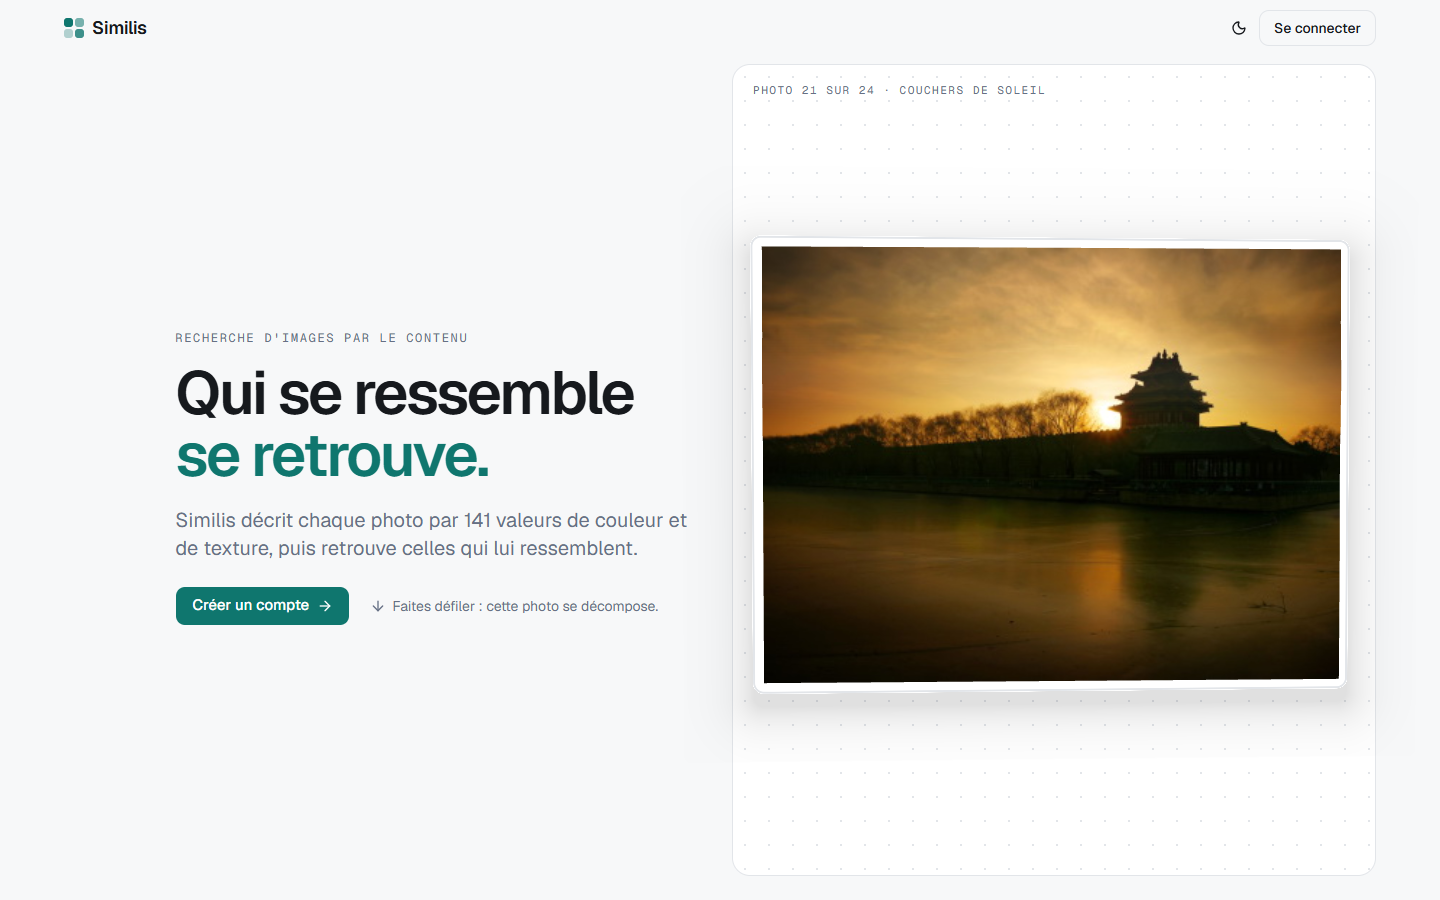 Similis
Se connecter
PHOTO 21 SUR 24 · COUCHERS DE SOLEIL
RECHERCHE D'IMAGES PAR LE CONTENU
Qui se ressemble
se retrouve.
Similis décrit chaque photo par 141 valeurs de couleur et
de texture, puis retrouve celles qui lui ressemblent.
Créer un compte →
↓ Faites défiler : cette photo se décompose.